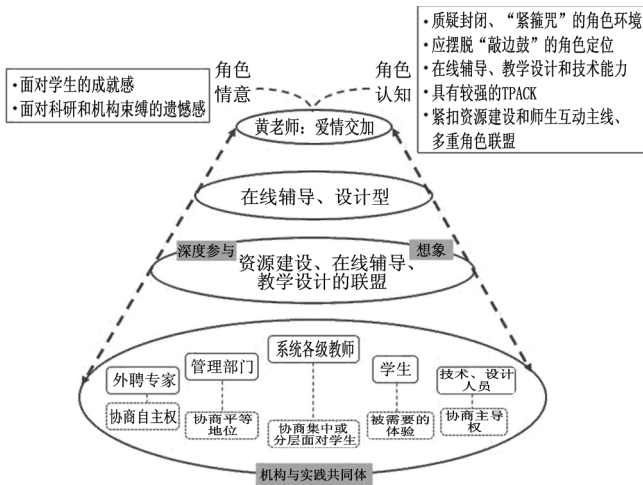 ·质疑封闭、“紧箍咒”的角色环境
·应摆脱“敲边鼓”的角色定位
·在线辅导、教学设计和技术能力
·具有较强的TPACK
·紧扣资源建设和师生互动主线、
多重角色联盟
·面对学生的成就感
·面对科研和机构束缚的遗憾感
角色
情意
角色
认知
黄老师：爱情交加
在线辅导、设计型
深度参与
想象
资源建设、在线辅导、
教学设计的联盟
外聘专家
协商自主权
管理部门
协商平等
地位
系统各级教师
协商集中或
分层面对学生
学生
被需要的
体验
技术、设计
人员
协商主导
权
机构与实践共同体